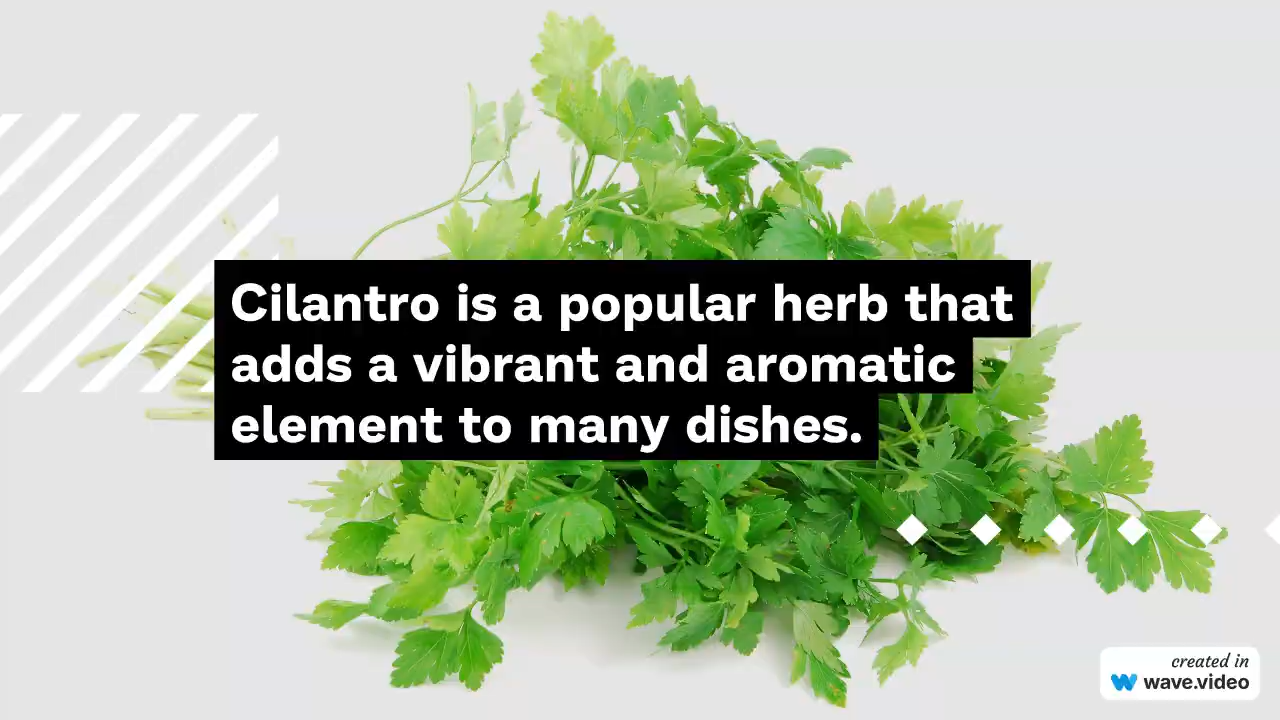 Cilantro is a popular herb that
adds a vibrant and aromatic
element to many dishes.
created in
wave.video